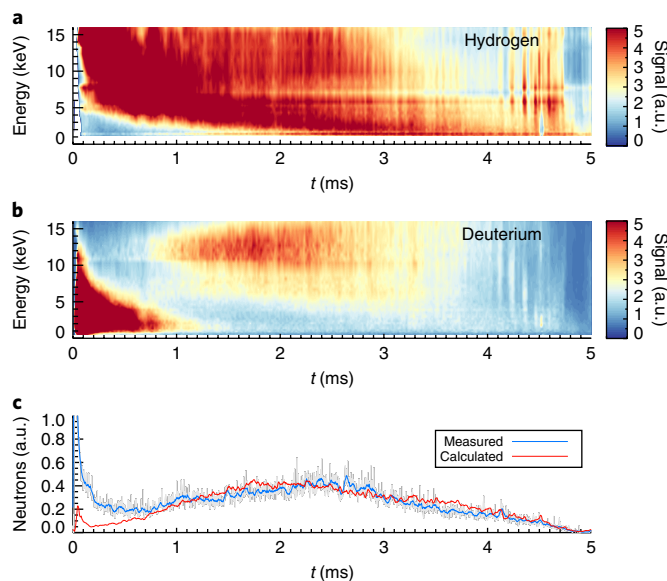 a
Energy (keV)
15
10
5
0
Hydrogen
0 1 2 3 4 5
t (ms)
5
4
3
2
1
0
Signal (a.u.)
b
Energy (keV)
15
10
5
0
Deuterium
0 1 2 3 4 5
t (ms)
5
4
3
2
1
0
Signal (a.u.)
c
Neutrons (a.u.)
1.0
0.8
0.6
0.4
0.2
0.0
Measured
Calculated
0 1 2 3 4 5
t (ms)